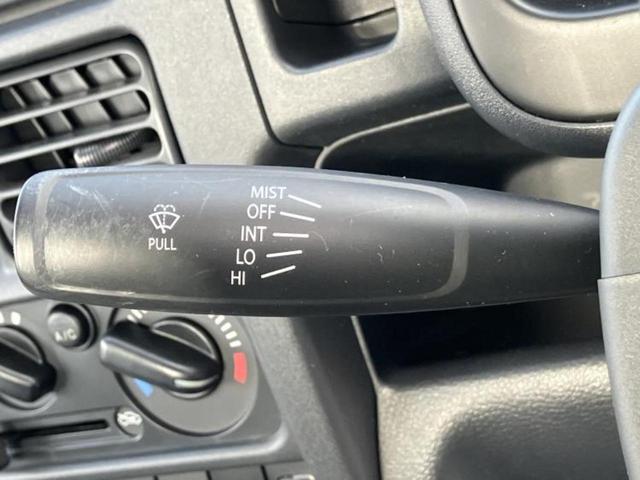 MIST
OFF
INT
LO
HI
PULL
A/C